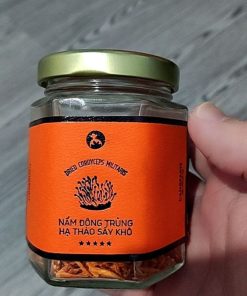 DRIED CORDYCEPS MILITARIS
NẤM ĐÔNG TRÙNG
HẠ THẢO SẤY KHÔ